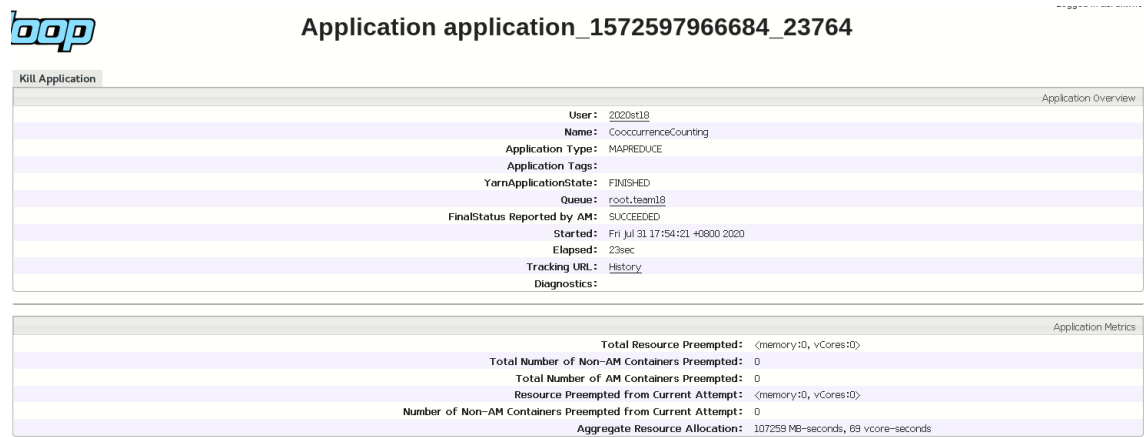 loop
Application application_1572597966684_23764
Kill Application
Application Overview
User: 2020st18
Name: CooccurrenceCounting
Application Type: MAPREDUCE
Application Tags:
YarnApplicationState: FINISHED
Queue: root.team18
FinalStatus Reported by AM: SUCCEEDED
Started: Fri Jul 31 17:54:21 +0800 2020
Elapsed: 23sec
Tracking URL: History
Diagnostics:
Application Metrics
Total Resource Preempted: <memory:0, vCores:0>
Total Number of Non-AM Containers Preempted: 0
Total Number of AM Containers Preempted: 0
Resource Preempted from Current Attempt: <memory:0, vCores:0>
Number of Non-AM Containers Preempted from Current Attempt: 0
Aggregate Resource Allocation: 107259 MB-seconds, 69 vcore-seconds